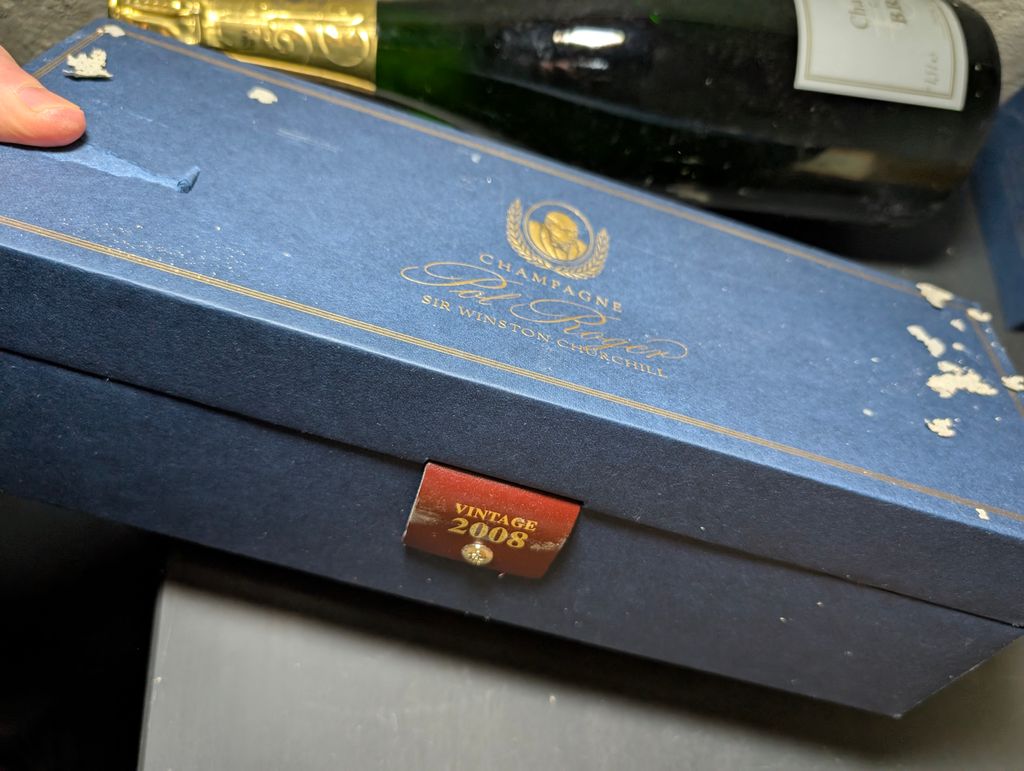 CHAMPAGNE
Pol Roger
SIR WINSTON CHURCHILL
VINTAGE
2008